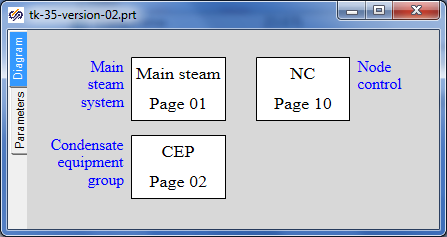 tk-35-version-02.prt
Diagram
Parameters
Main
steam
system
Main steam
Page 01
NC
Page 10
Node
control
Condensate
equipment
group
CEP
Page 02